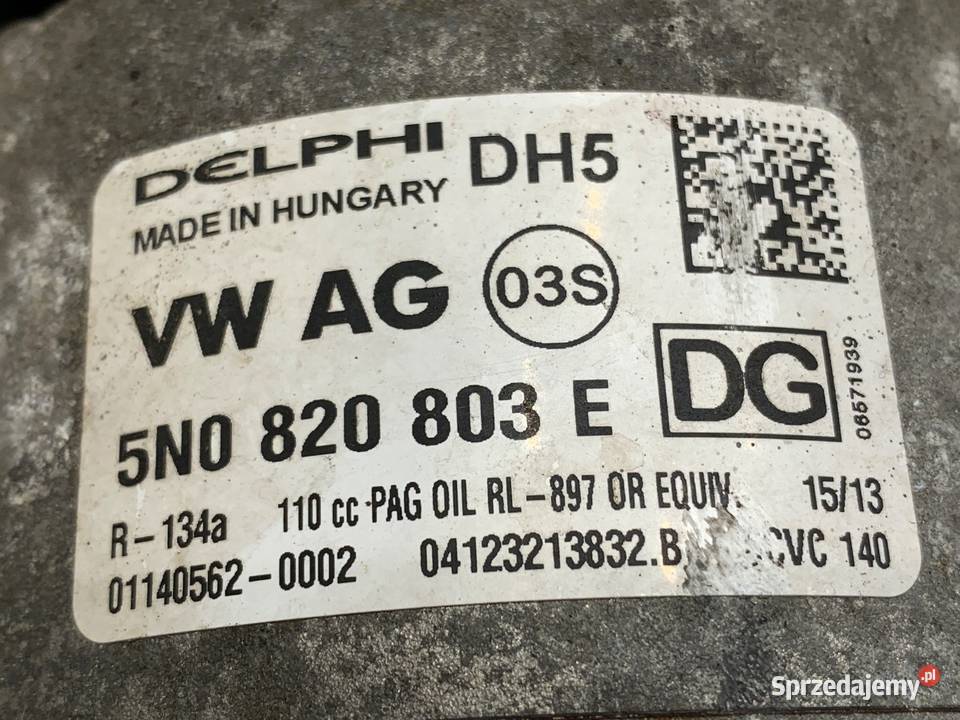 DELPHI DH5
MADE IN HUNGARY
VW AG 03S
5N0 820 803 E DG
06571939
R-134a 110 cc PAG OIL RL-897 OR EQUIV. 15/13
01140562-0002 04123213832.B CVC 140
Sprzedajemy.pl